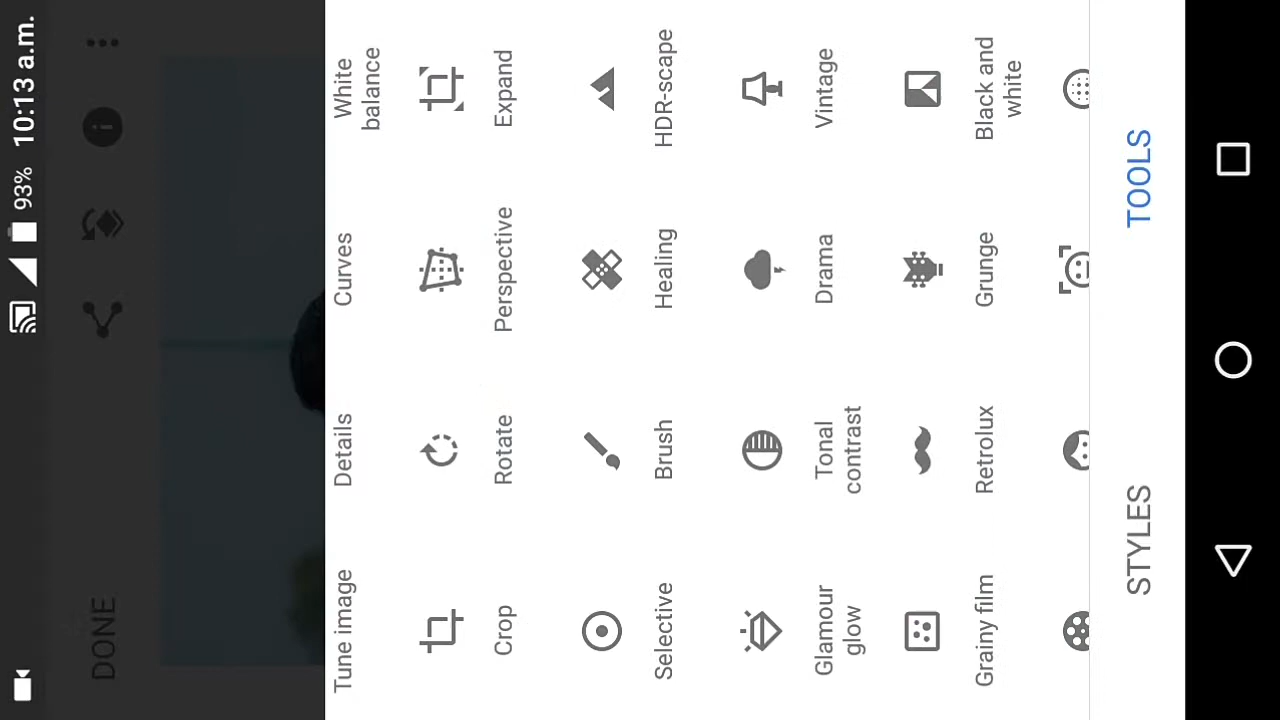 93% 10:13 a.m.
DONE
Tune image
Details
Curves
White
balance
Crop
Rotate
Perspective
Expand
Selective
Brush
Healing
HDR-scape
Glamour
glow
Tonal
contrast
Drama
Vintage
Grainy film
Retrolux
Grunge
Black and
white
STYLES
TOOLS